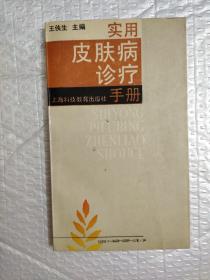 王侠生 主编
实用
皮肤病
诊疗
手册
上海科技教育出版社
SHIYONG
PIFUBING
ZHENLIAO
SHOUCE